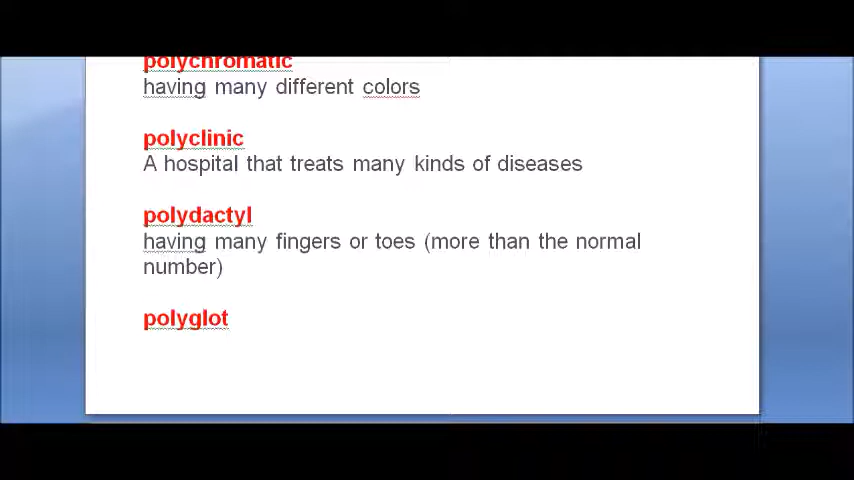 polychromatic
having many different colors
polyclinic
A hospital that treats many kinds of diseases
polydactyl
having many fingers or toes (more than the normal
number)
polyglot